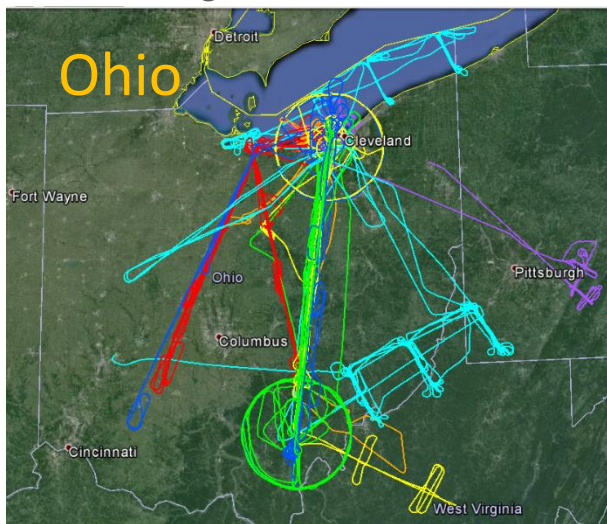 Detroit
Ohio
Cleveland
Fort Wayne
Ohio
Pittsburgh
Columbus
Cincinnati
West Virginia